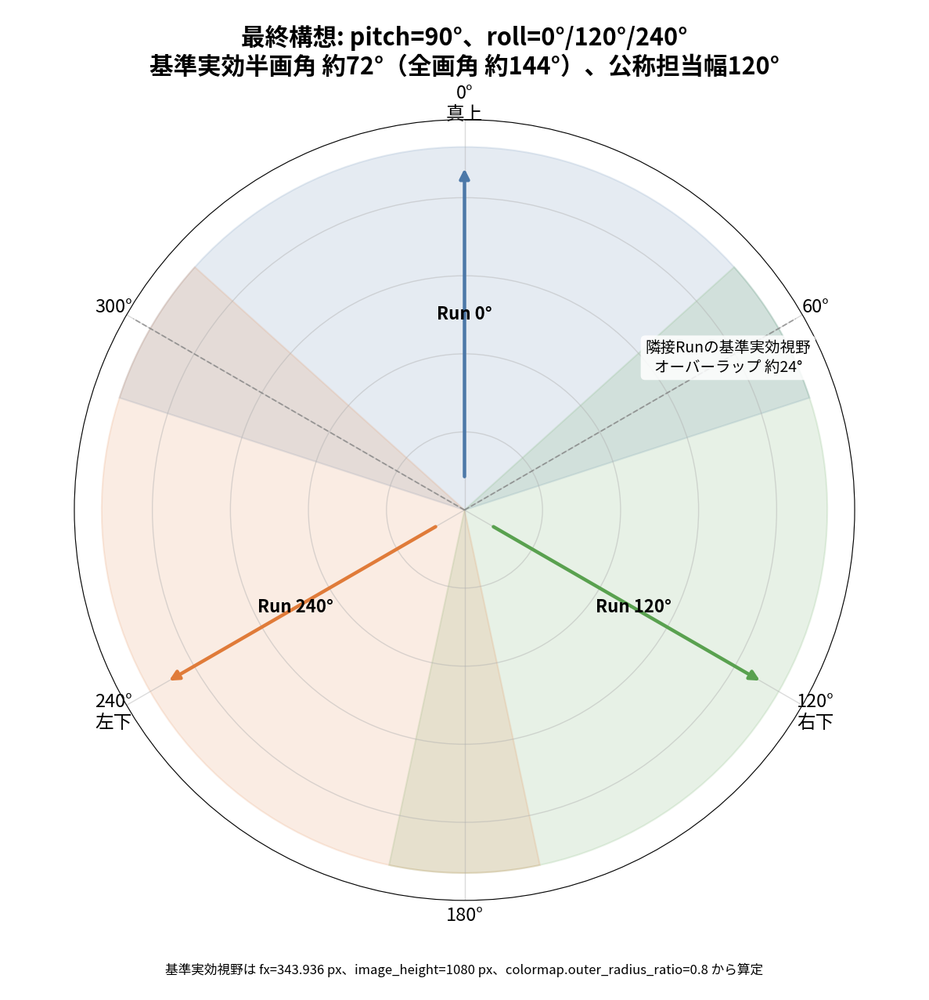 最終構想: pitch=90°、roll=0°/120°/240°
基準実効半画角 約72°（全画角 約144°）、公称担当幅120°
0°
真上
300°
60°
Run 0°
隣接Runの基準実効視野
オーバーラップ 約24°
Run 240°
Run 120°
240°
左下
120°
右下
180°
基準実効視野は fx=343.936 px、image_height=1080 px、colormap.outer_radius_ratio=0.8 から算定